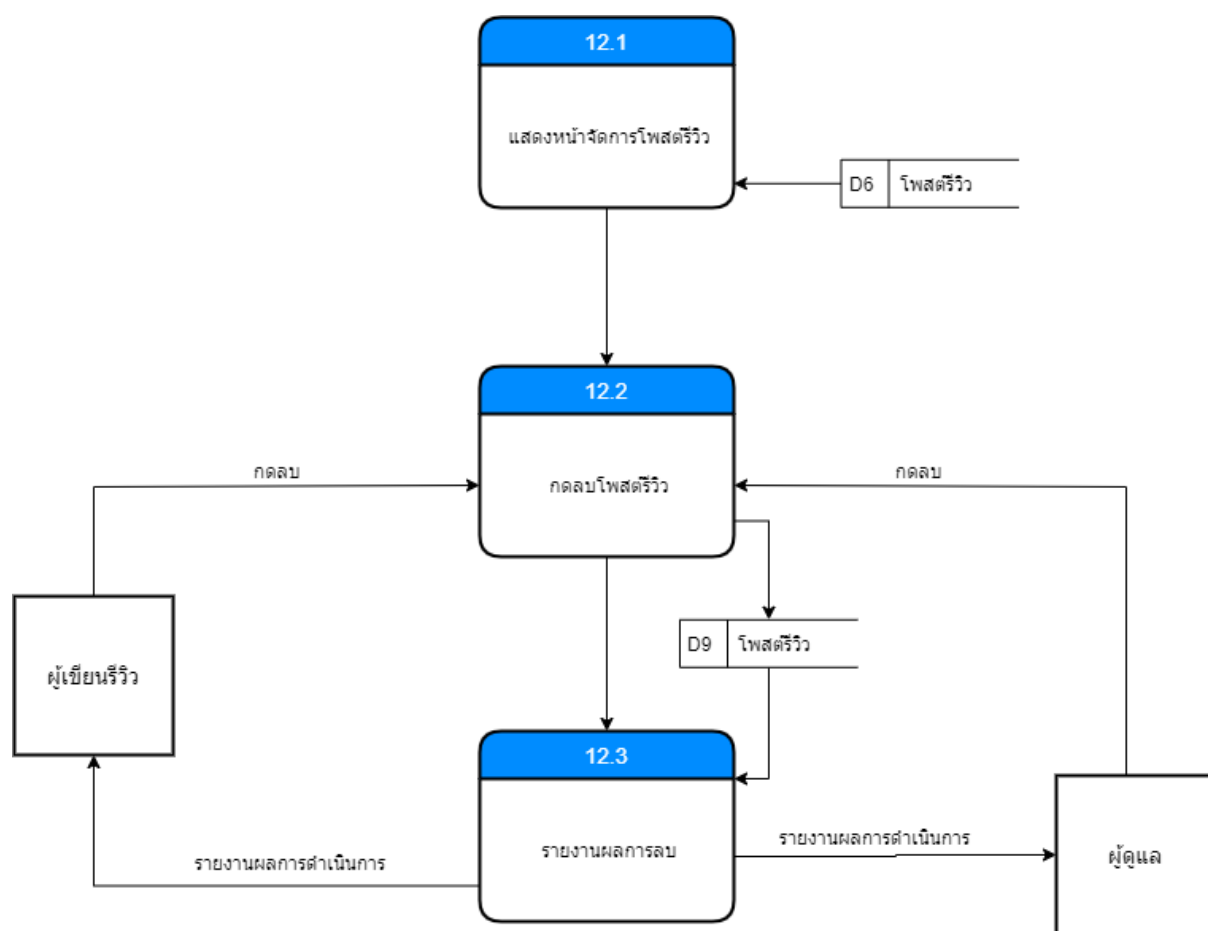 12.1
แสดงหน้าจัดการโพสต์รีวิว
D6 โพสต์รีวิว
12.2
กดลบ
กดลบโพสต์รีวิว
กดลบ
D9 โพสต์รีวิว
ผู้เขียนรีวิว
12.3
รายงานผลการลบ
รายงานผลการดำเนินการ
รายงานผลการดำเนินการ
ผู้ดูแล